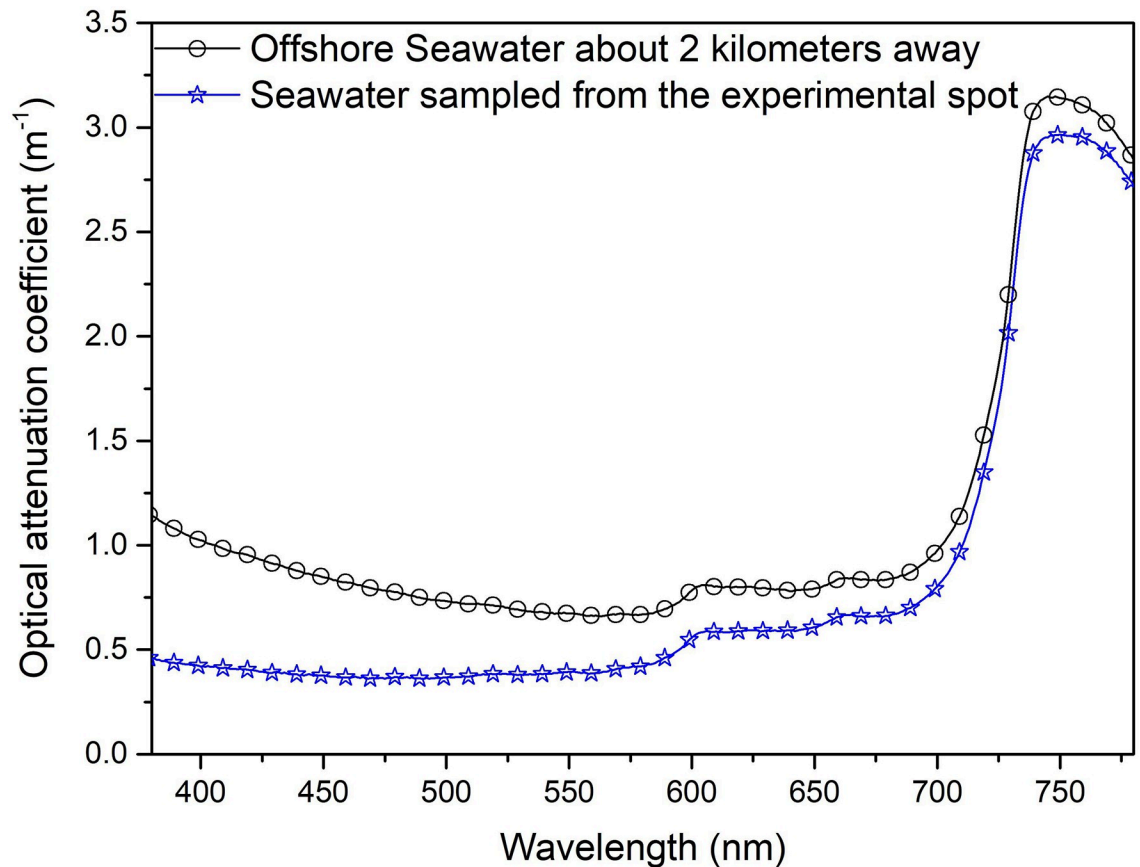 Offshore Seawater about 2 kilometers away
Seawater sampled from the experimental spot
Optical attenuation coefficient (m⁻¹)
3.5
3.0
2.5
2.0
1.5
1.0
0.5
0.0
400 450 500 550 600 650 700 750
Wavelength (nm)